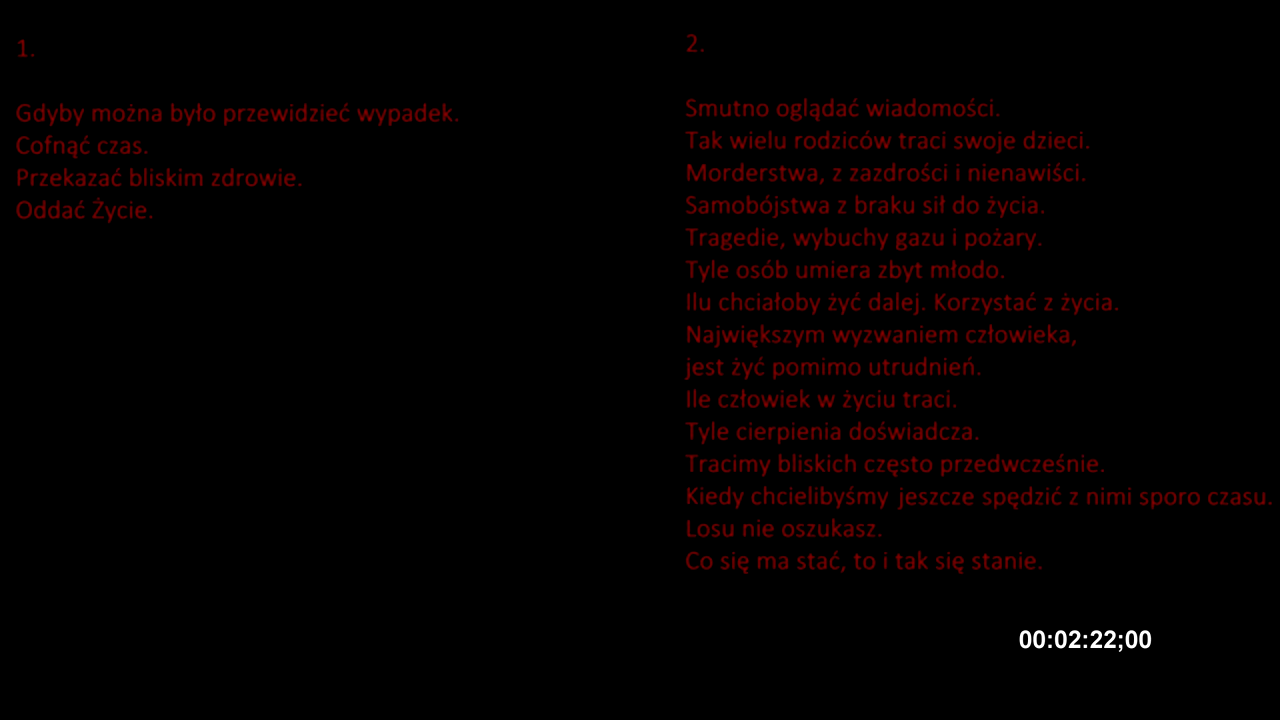 1.
Gdyby można było przewidzieć wypadek.
Cofnąć czas.
Przekazać bliskim zdrowie.
Oddać Życie.
2.
Smutno oglądać wiadomości.
Tak wielu rodziców traci swoje dzieci.
Morderstwa, z zazdrości i nienawiści.
Samobójstwa z braku sił do życia.
Tragedie, wybuchy gazu i pożary.
Tyle osób umiera zbyt młodo.
Ilu chciałoby żyć dalej. Korzystać z życia.
Największym wyzwaniem człowieka,
jest żyć pomimo utrudnień.
Ile człowiek w życiu traci.
Tyle cierpienia doświadcza.
Tracimy bliskich często przedwcześnie.
Kiedy chcielibyśmy jeszcze spędzić z nimi sporo czasu.
Losu nie oszukasz.
Co się ma stać, to i tak się stanie.
00:02:22;00